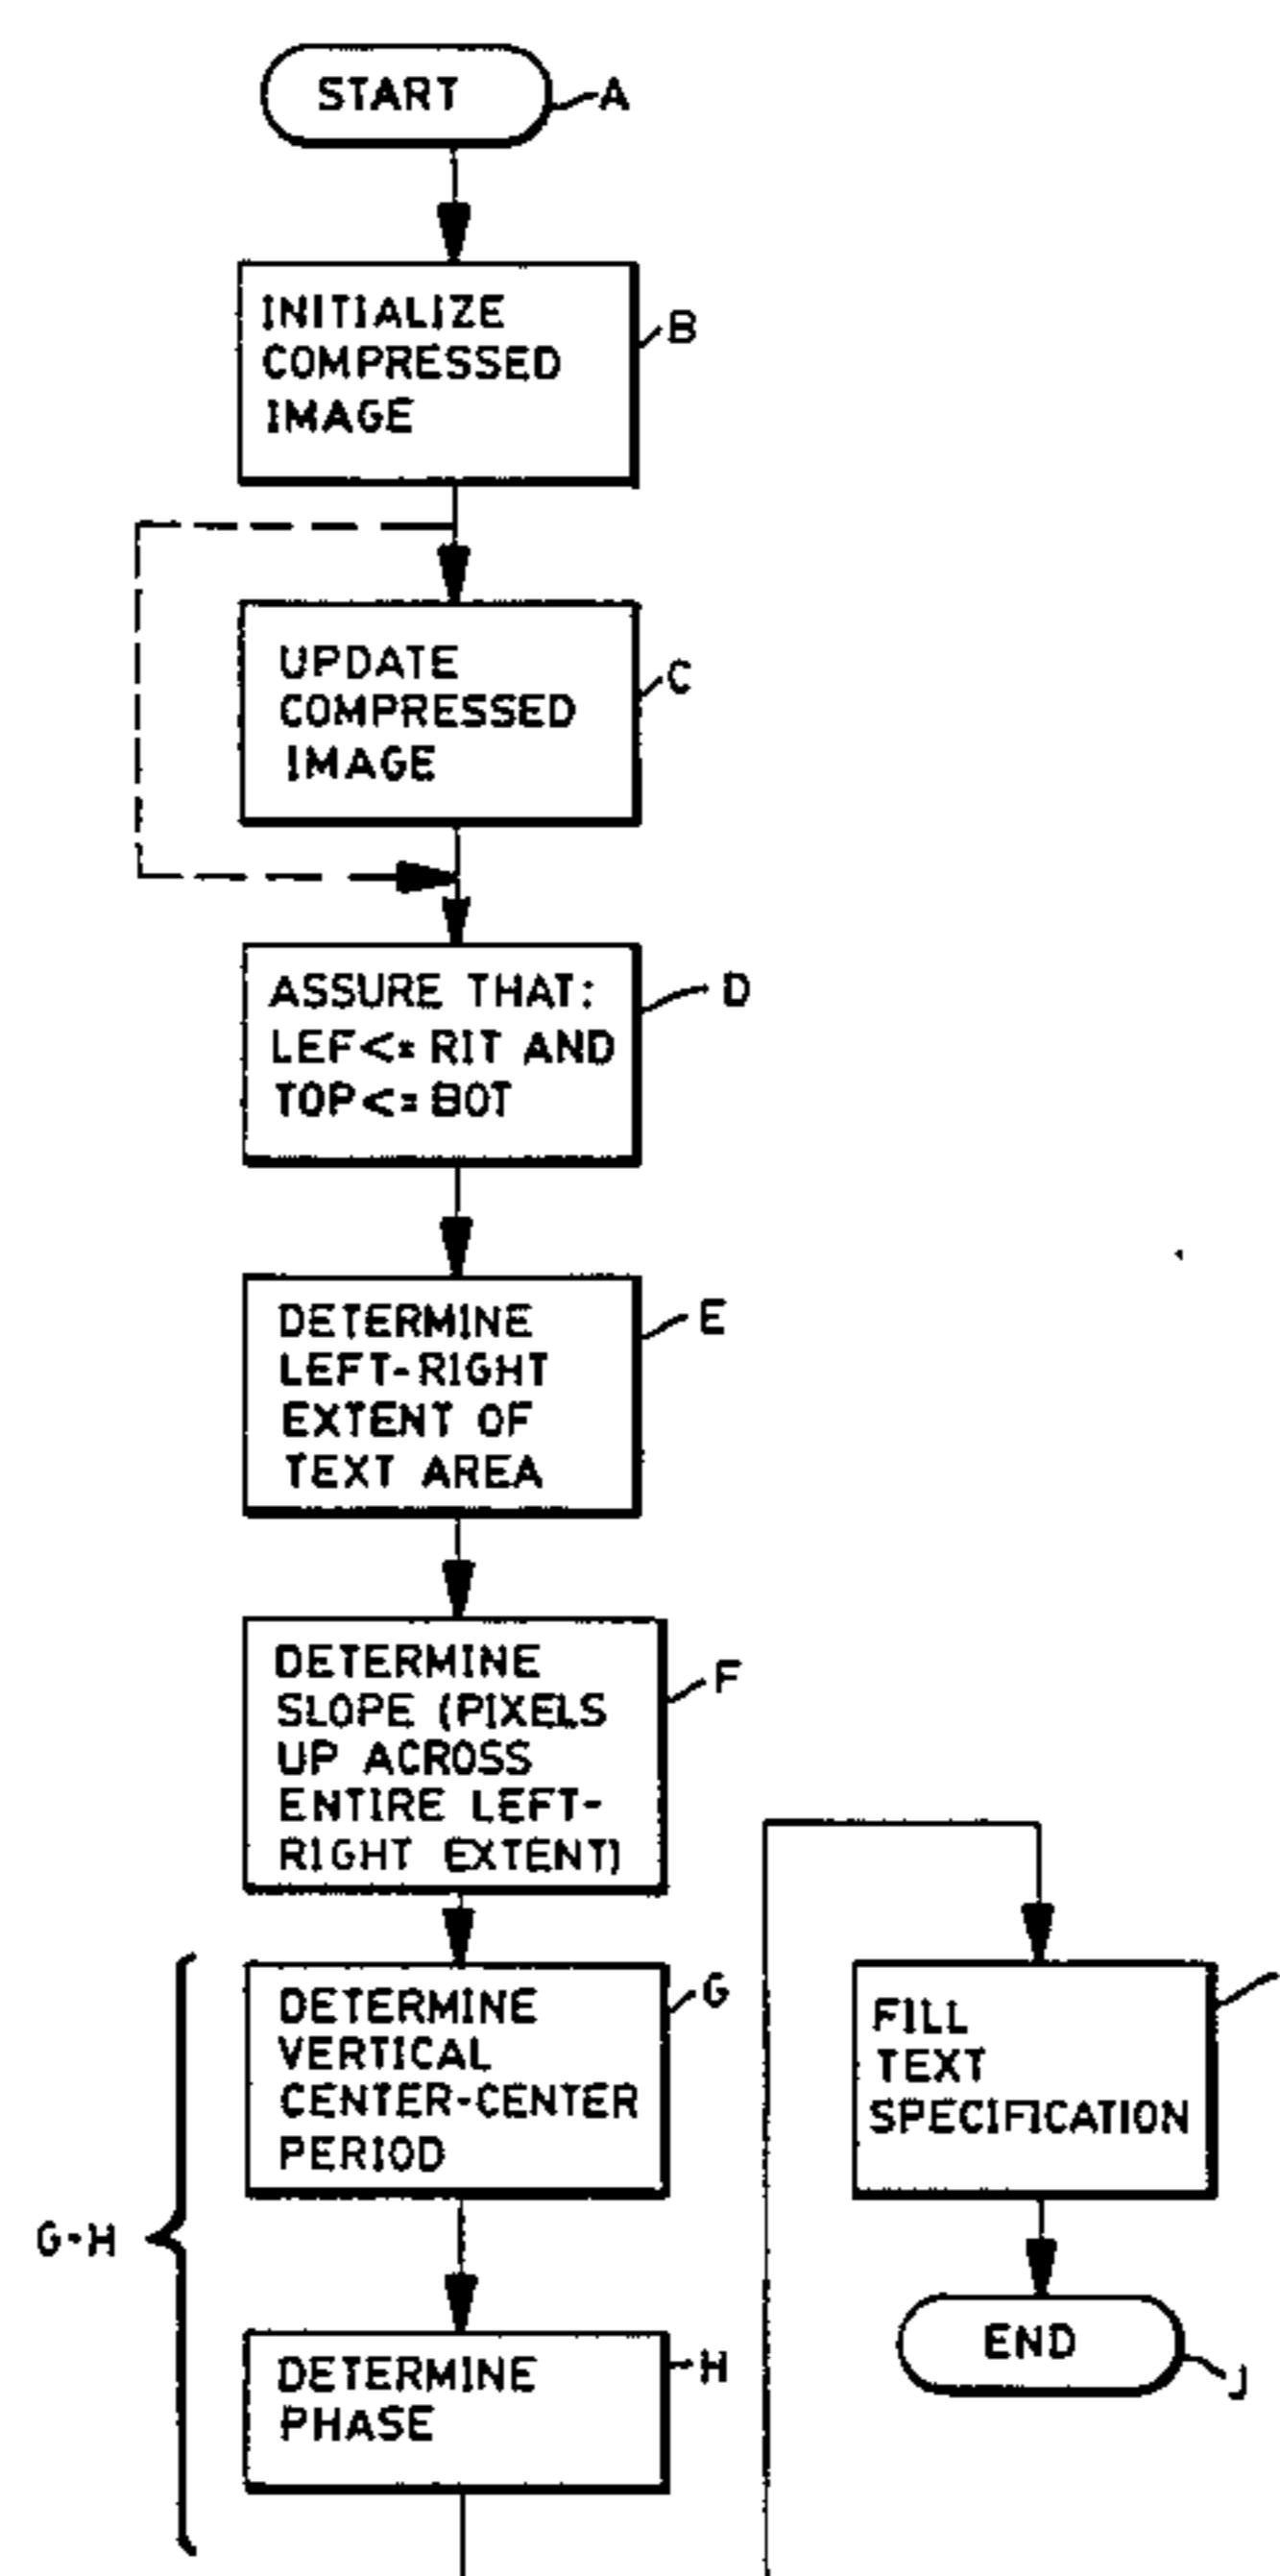 START
A
INITIALIZE
COMPRESSED
IMAGE
B
UPDATE
COMPRESSED
IMAGE
C
ASSURE THAT:
LEF<= RIT AND
TOP<= BOT
D
DETERMINE
LEFT-RIGHT
EXTENT OF
TEXT AREA
E
DETERMINE
SLOPE (PIXELS
UP ACROSS
ENTIRE LEFT-
RIGHT EXTENT)
F
DETERMINE
VERTICAL
CENTER-CENTER
PERIOD
G
G-H
DETERMINE
PHASE
H
FILL
TEXT
SPECIFICATION
END
J